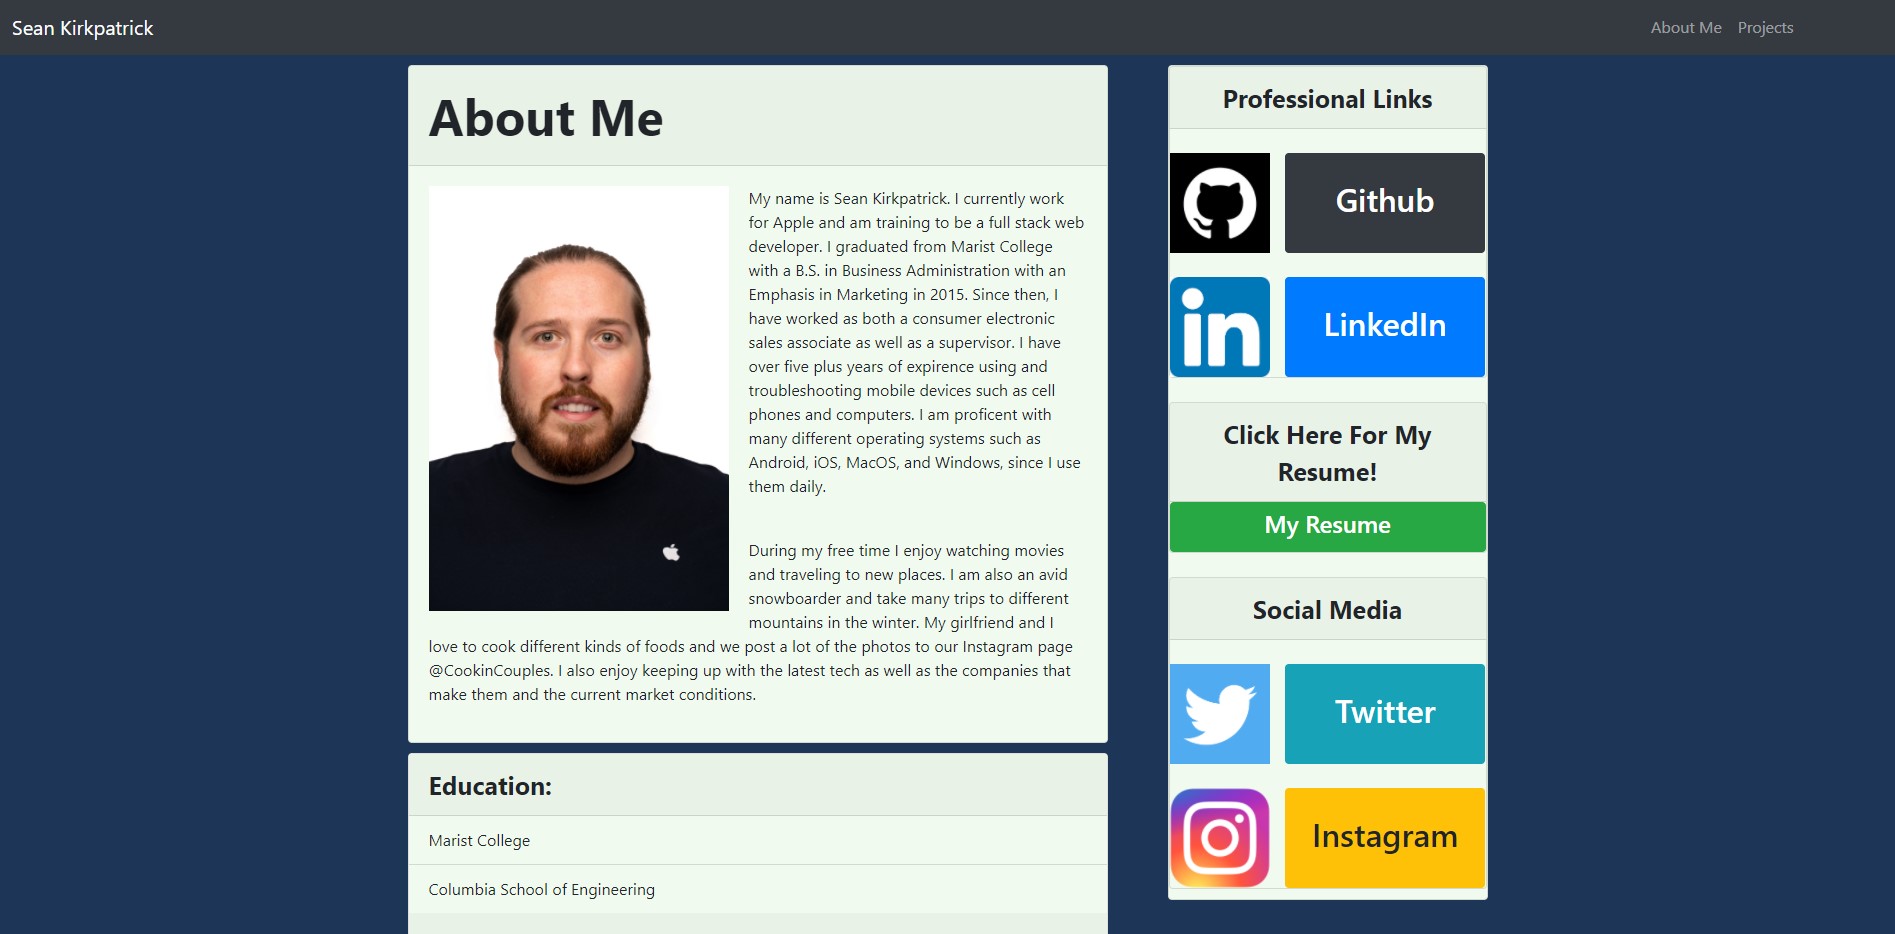 Sean Kirkpatrick
About Me
Projects
About Me
My name is Sean Kirkpatrick. I currently work
for Apple and am training to be a full stack web
developer. I graduated from Marist College
with a B.S. in Business Administration with an
Emphasis in Marketing in 2015. Since then, I
have worked as both a consumer electronic
sales associate as well as a supervisor. I have
over five plus years of expirence using and
troubleshooting mobile devices such as cell
phones and computers. I am proficent with
many different operating systems such as
Android, iOS, MacOS, and Windows, since I use
them daily.
During my free time I enjoy watching movies
and traveling to new places. I am also an avid
snowboarder and take many trips to different
mountains in the winter. My girlfriend and I
love to cook different kinds of foods and we post a lot of the photos to our Instagram page
@CookinCouples. I also enjoy keeping up with the latest tech as well as the companies that
make them and the current market conditions.
Education:
Marist College
Columbia School of Engineering
Professional Links
Github
in
LinkedIn
Click Here For My
Resume!
My Resume
Social Media
Twitter
Instagram